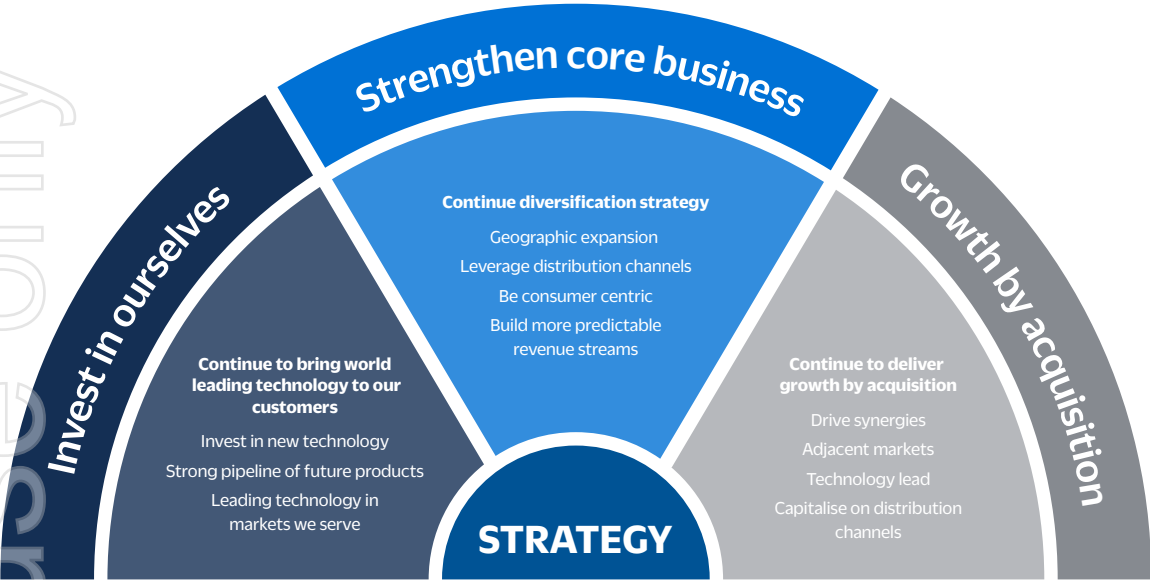 Strengthen core business
Invest in ourselves
Growth by acquisition
Continue diversification strategy
Geographic expansion
Leverage distribution channels
Be consumer centric
Build more predictable
revenue streams
Continue to bring world
leading technology to our
customers
Invest in new technology
Strong pipeline of future products
Leading technology in
markets we serve
Continue to deliver
growth by acquisition
Drive synergies
Adjacent markets
Technology lead
Capitalise on distribution
channels
STRATEGY
use only